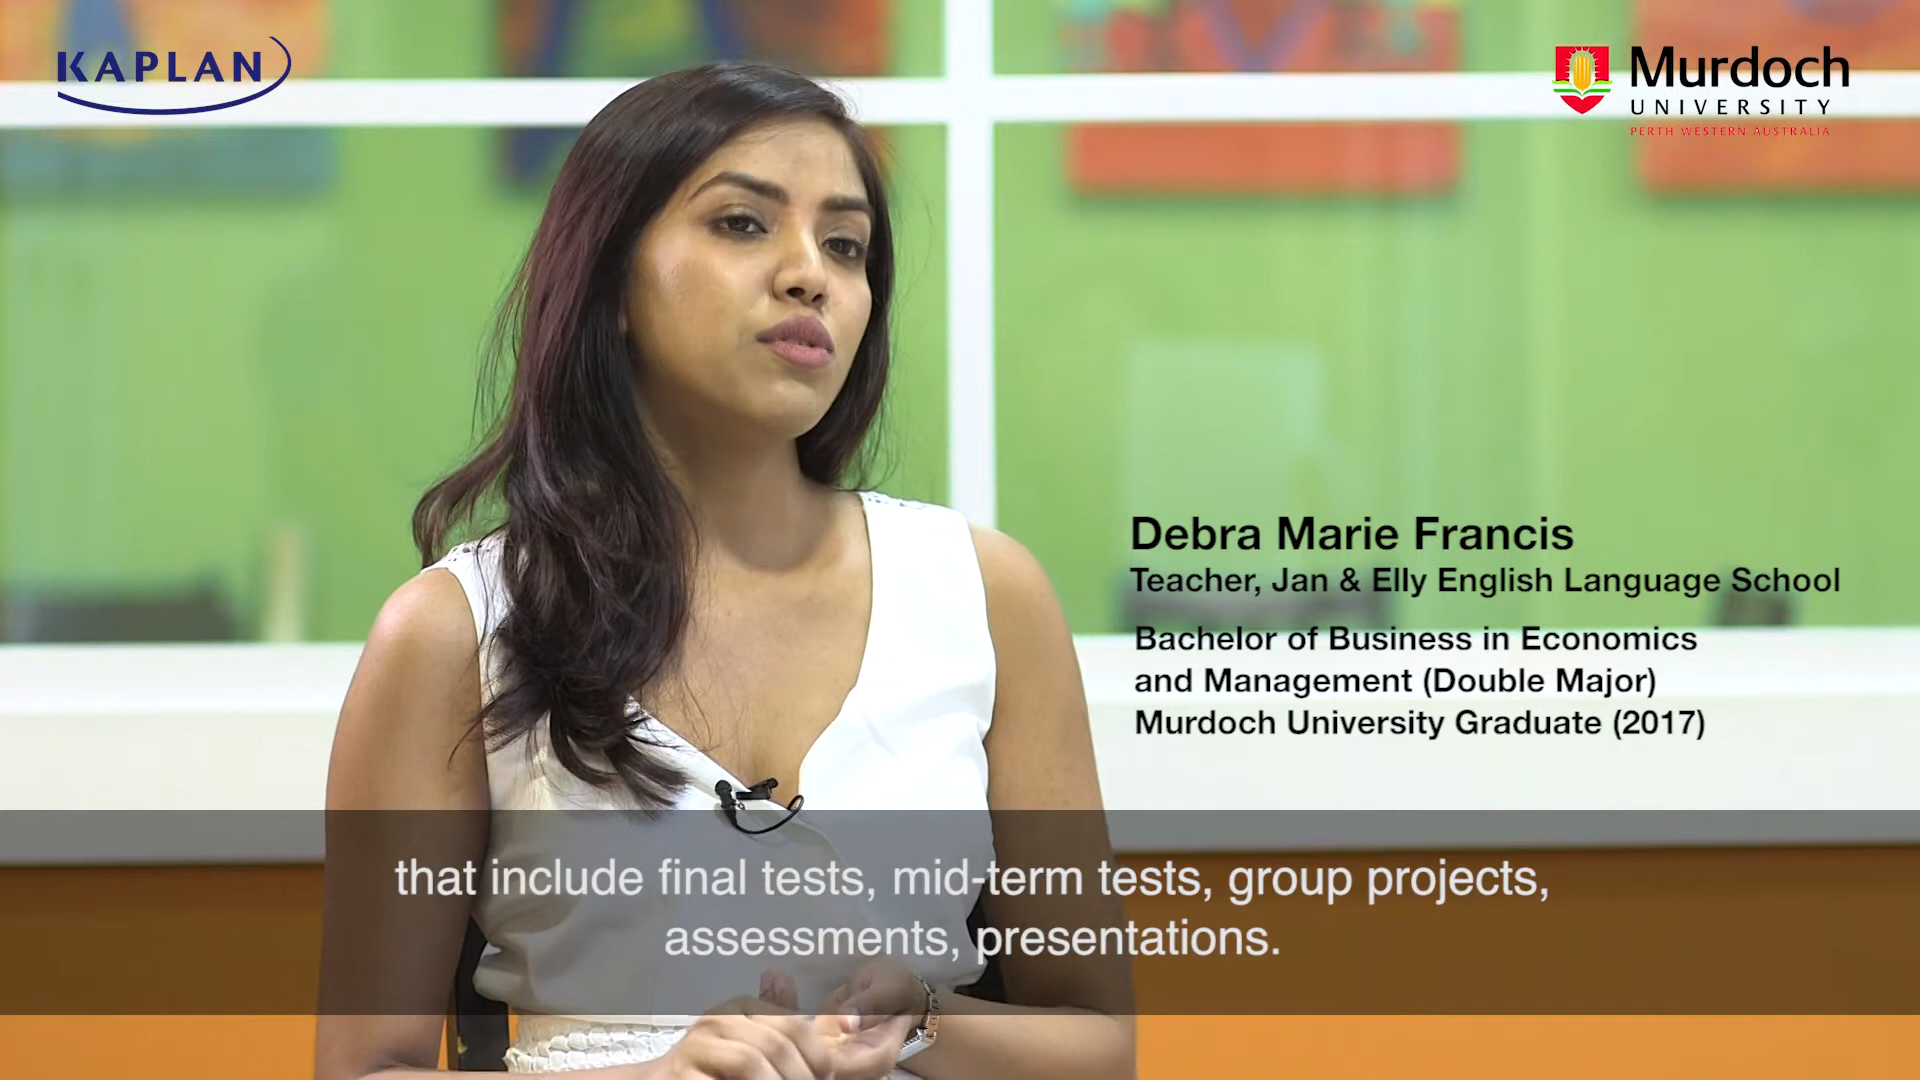 KAPLAN
Murdoch
UNIVERSITY
PERTH WESTERN AUSTRALIA
Debra Marie Francis
Teacher, Jan & Elly English Language School
Bachelor of Business in Economics
and Management (Double Major)
Murdoch University Graduate (2017)
that include final tests, mid-term tests, group projects,
assessments, presentations.